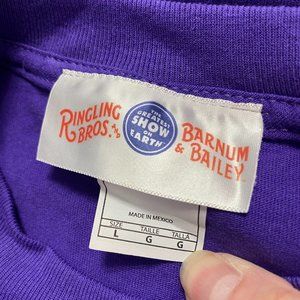 RINGLING
BROS. AND
THE
GREATEST
SHOW
ON
EARTH
BARNUM
& BAILEY
MADE IN MEXICO
SIZE TAILLE TALLA
L G G